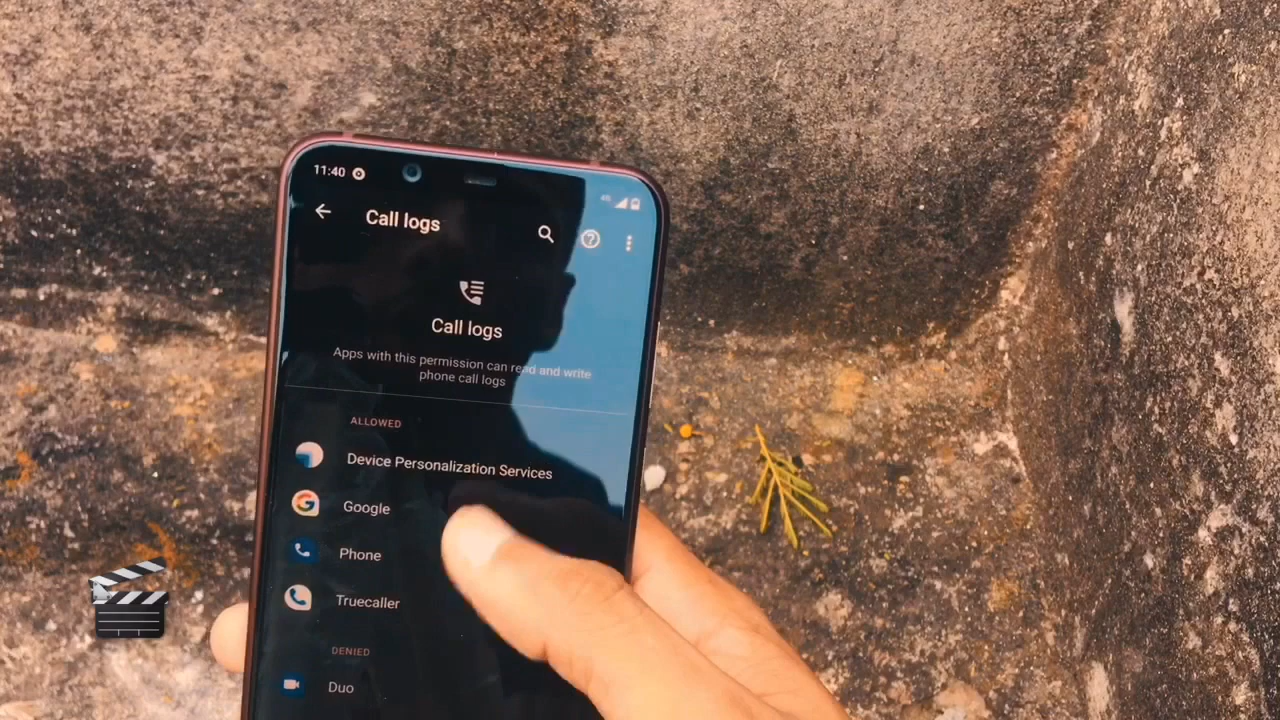 11:40
4G
Call logs
Call logs
Apps with this permission can read and write
phone call logs
ALLOWED
Device Personalization Services
Google
Phone
Truecaller
DENIED
Duo